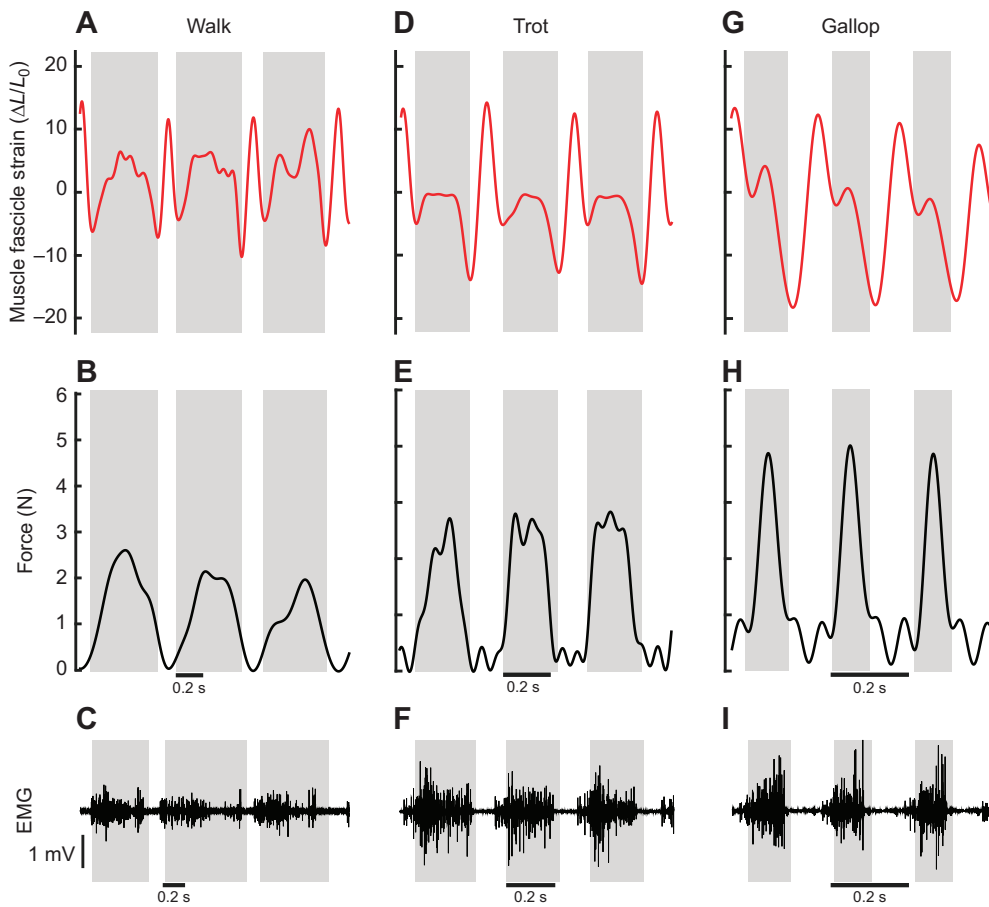 A Walk D Trot G Gallop
Muscle fascicle strain (ΔL/L0)
20
10
0
–10
–20
B E H
Force (N)
6
5
4
3
2
1
0
0.2 s 0.2 s 0.2 s
C F I
EMG
1 mV
0.2 s 0.2 s 0.2 s